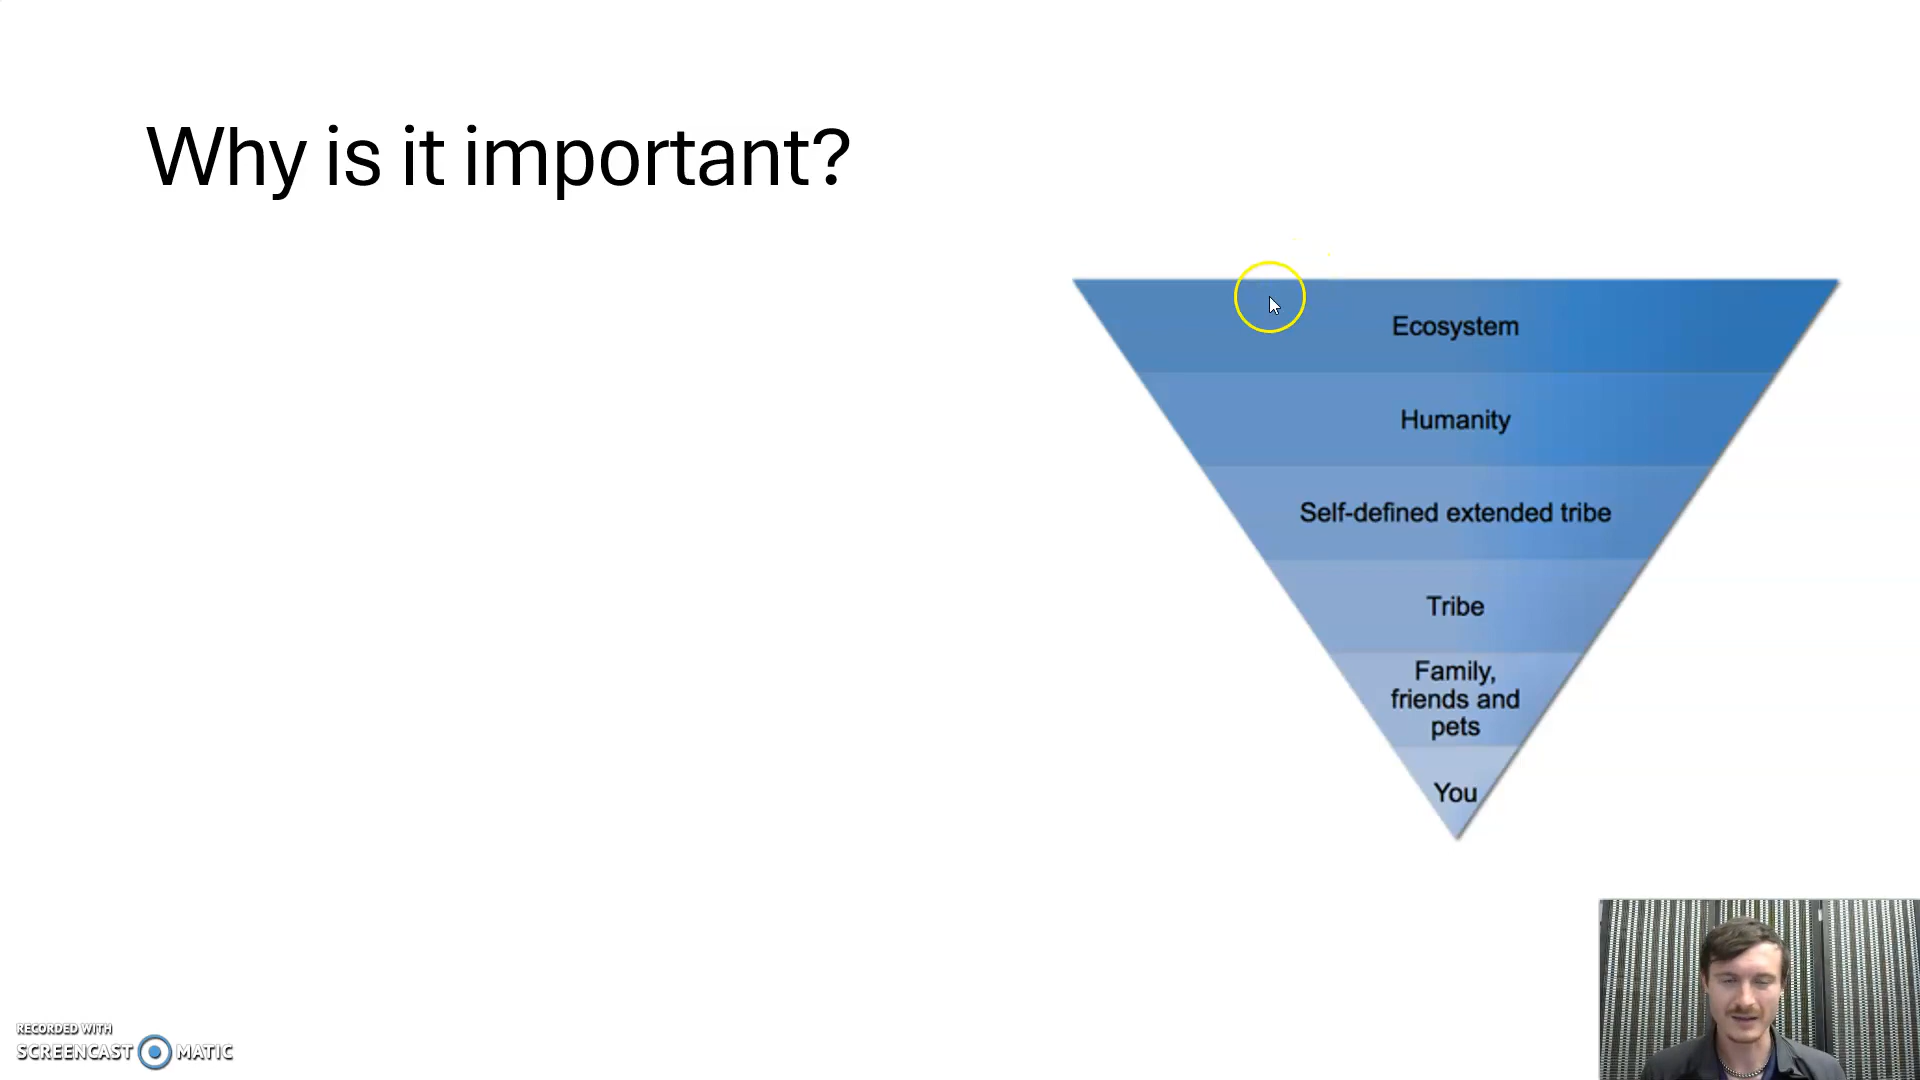 Why is it important?
Ecosystem
Humanity
Self-defined extended tribe
Tribe
Family,
friends and
pets
You
RECORDED WITH
SCREENCAST MATIC